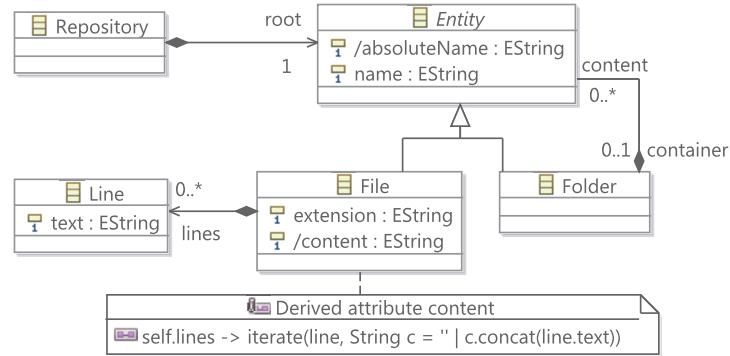 Repository
root
1
Entity
/absoluteName : EString
name : EString
content
0..*
0..1 container
Line
text : EString
0..*
lines
File
extension : EString
/content : EString
Folder
Derived attribute content
self.lines -> iterate(line, String c = '' | c.concat(line.text))